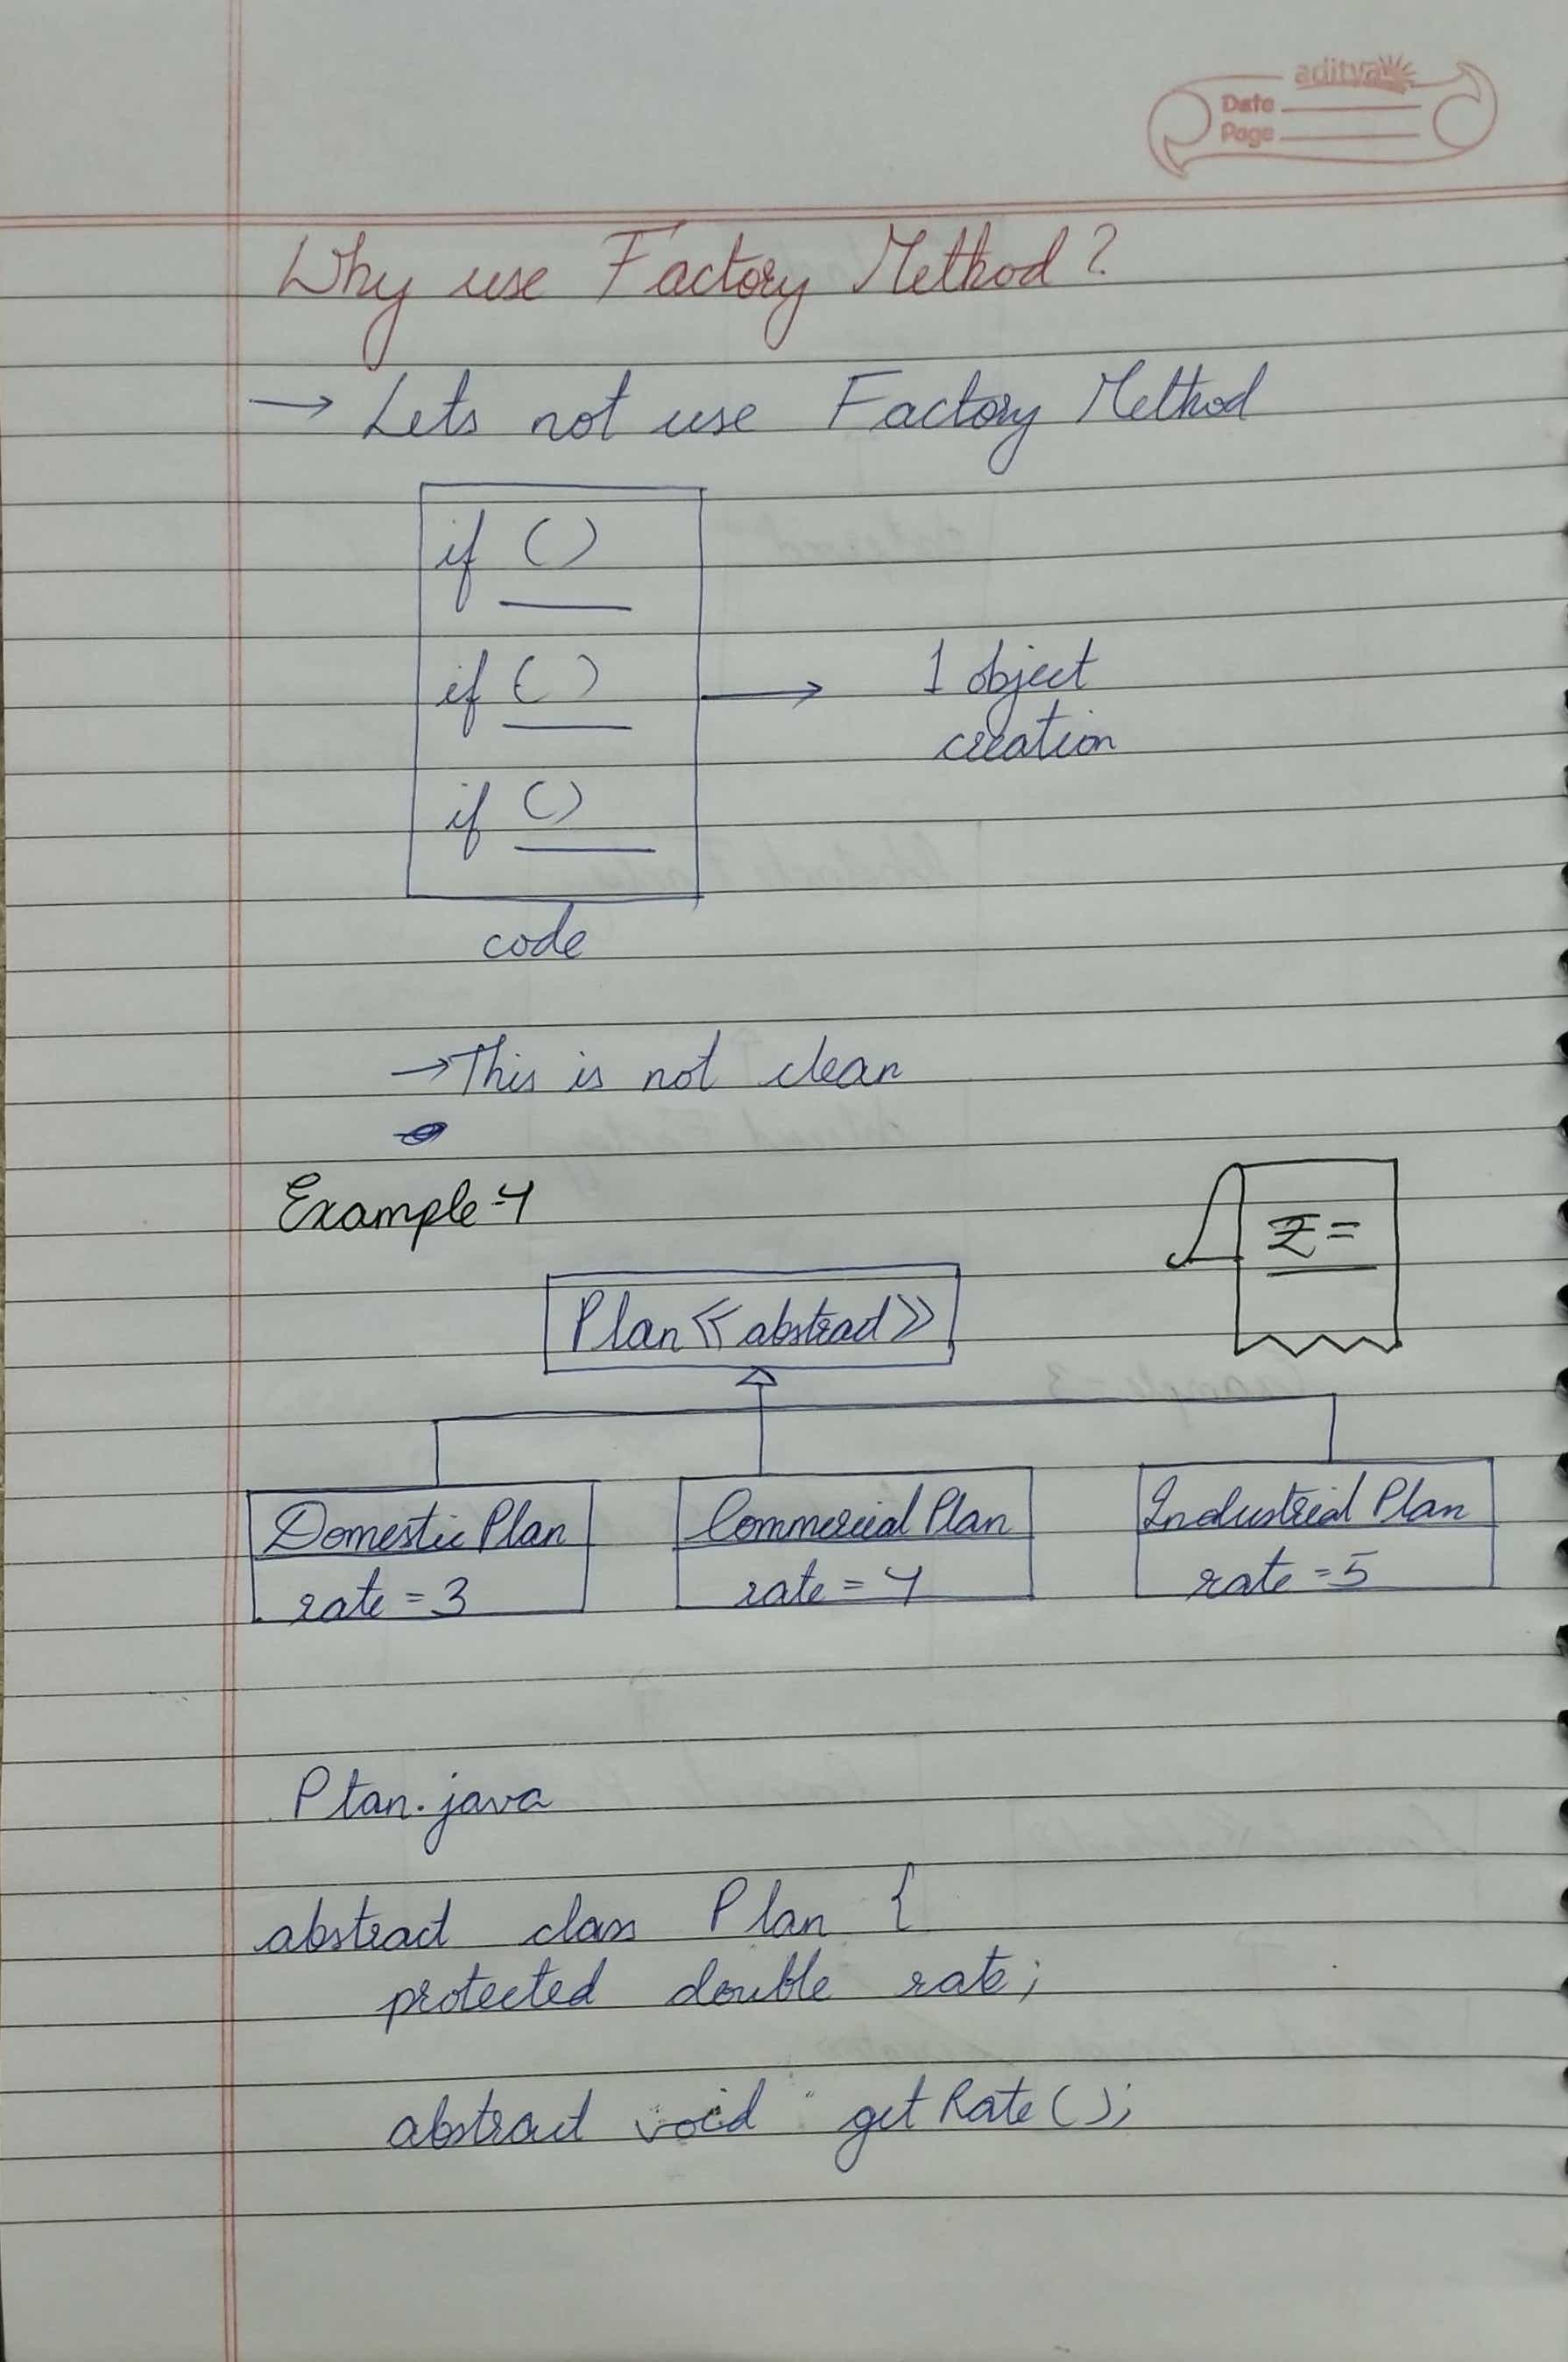 aditya
Date
Page
Why use Factory Method?
→ Lets not use Factory Method
if ()
if ()
if ()
→ 1 object
creation
code
→ This is not clean
Example-4
₹=
Plan <<abstract>>
Domestic Plan
rate = 3
Commercial Plan
rate = 4
Industrial Plan
rate = 5
Plan.java
abstract class Plan {
protected double rate;
abstract void getRate();